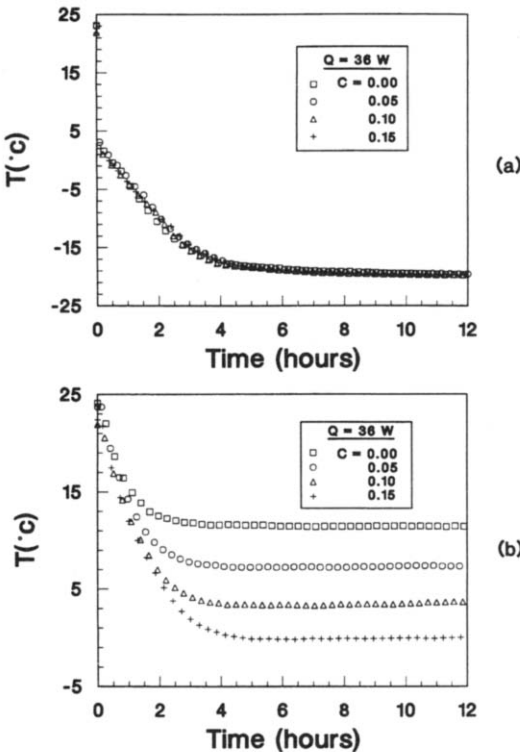 25
15
5
-5
-15
-25
T(°c)
Q = 36 W
C = 0.00
0.05
0.10
0.15
(a)
0 2 4 6 8 10 12
Time (hours)
25
15
5
-5
T(°c)
Q = 36 W
C = 0.00
0.05
0.10
0.15
(b)
0 2 4 6 8 10 12
Time (hours)